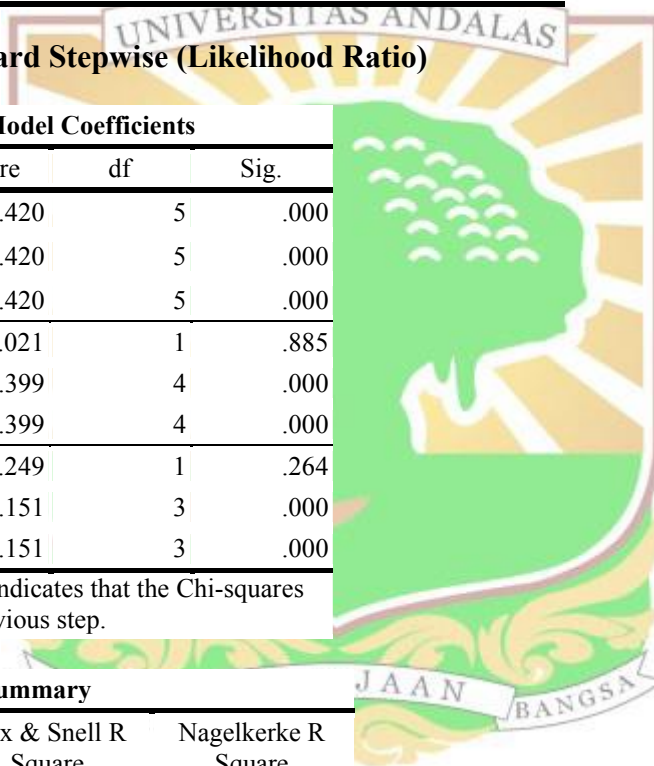 UNIVERSITAS ANDALAS
ard Stepwise (Likelihood Ratio)
Model Coefficients
re df Sig.
.420 5 .000
.420 5 .000
.420 5 .000
.021 1 .885
.399 4 .000
.399 4 .000
.249 1 .264
.151 3 .000
.151 3 .000
ndicates that the Chi-squares
vious step.
ummary
JAAN BANGSA
x & Snell R Nagelkerke R
Square Square